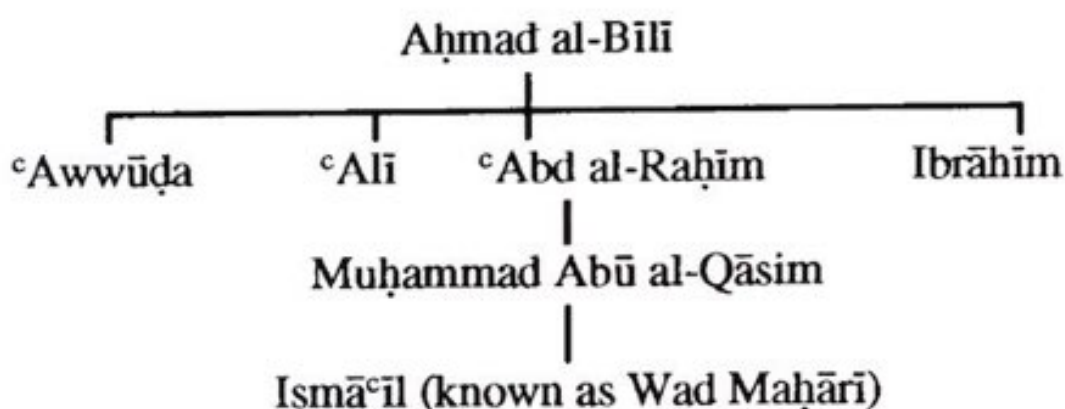 Aḥmad al-Bīlī
ᶜAwwūḍa ᶜAlī ᶜAbd al-Raḥīm Ibrāhīm
Muḥammad Abū al-Qāsim
Ismāᶜīl (known as Wad Maḥārī)